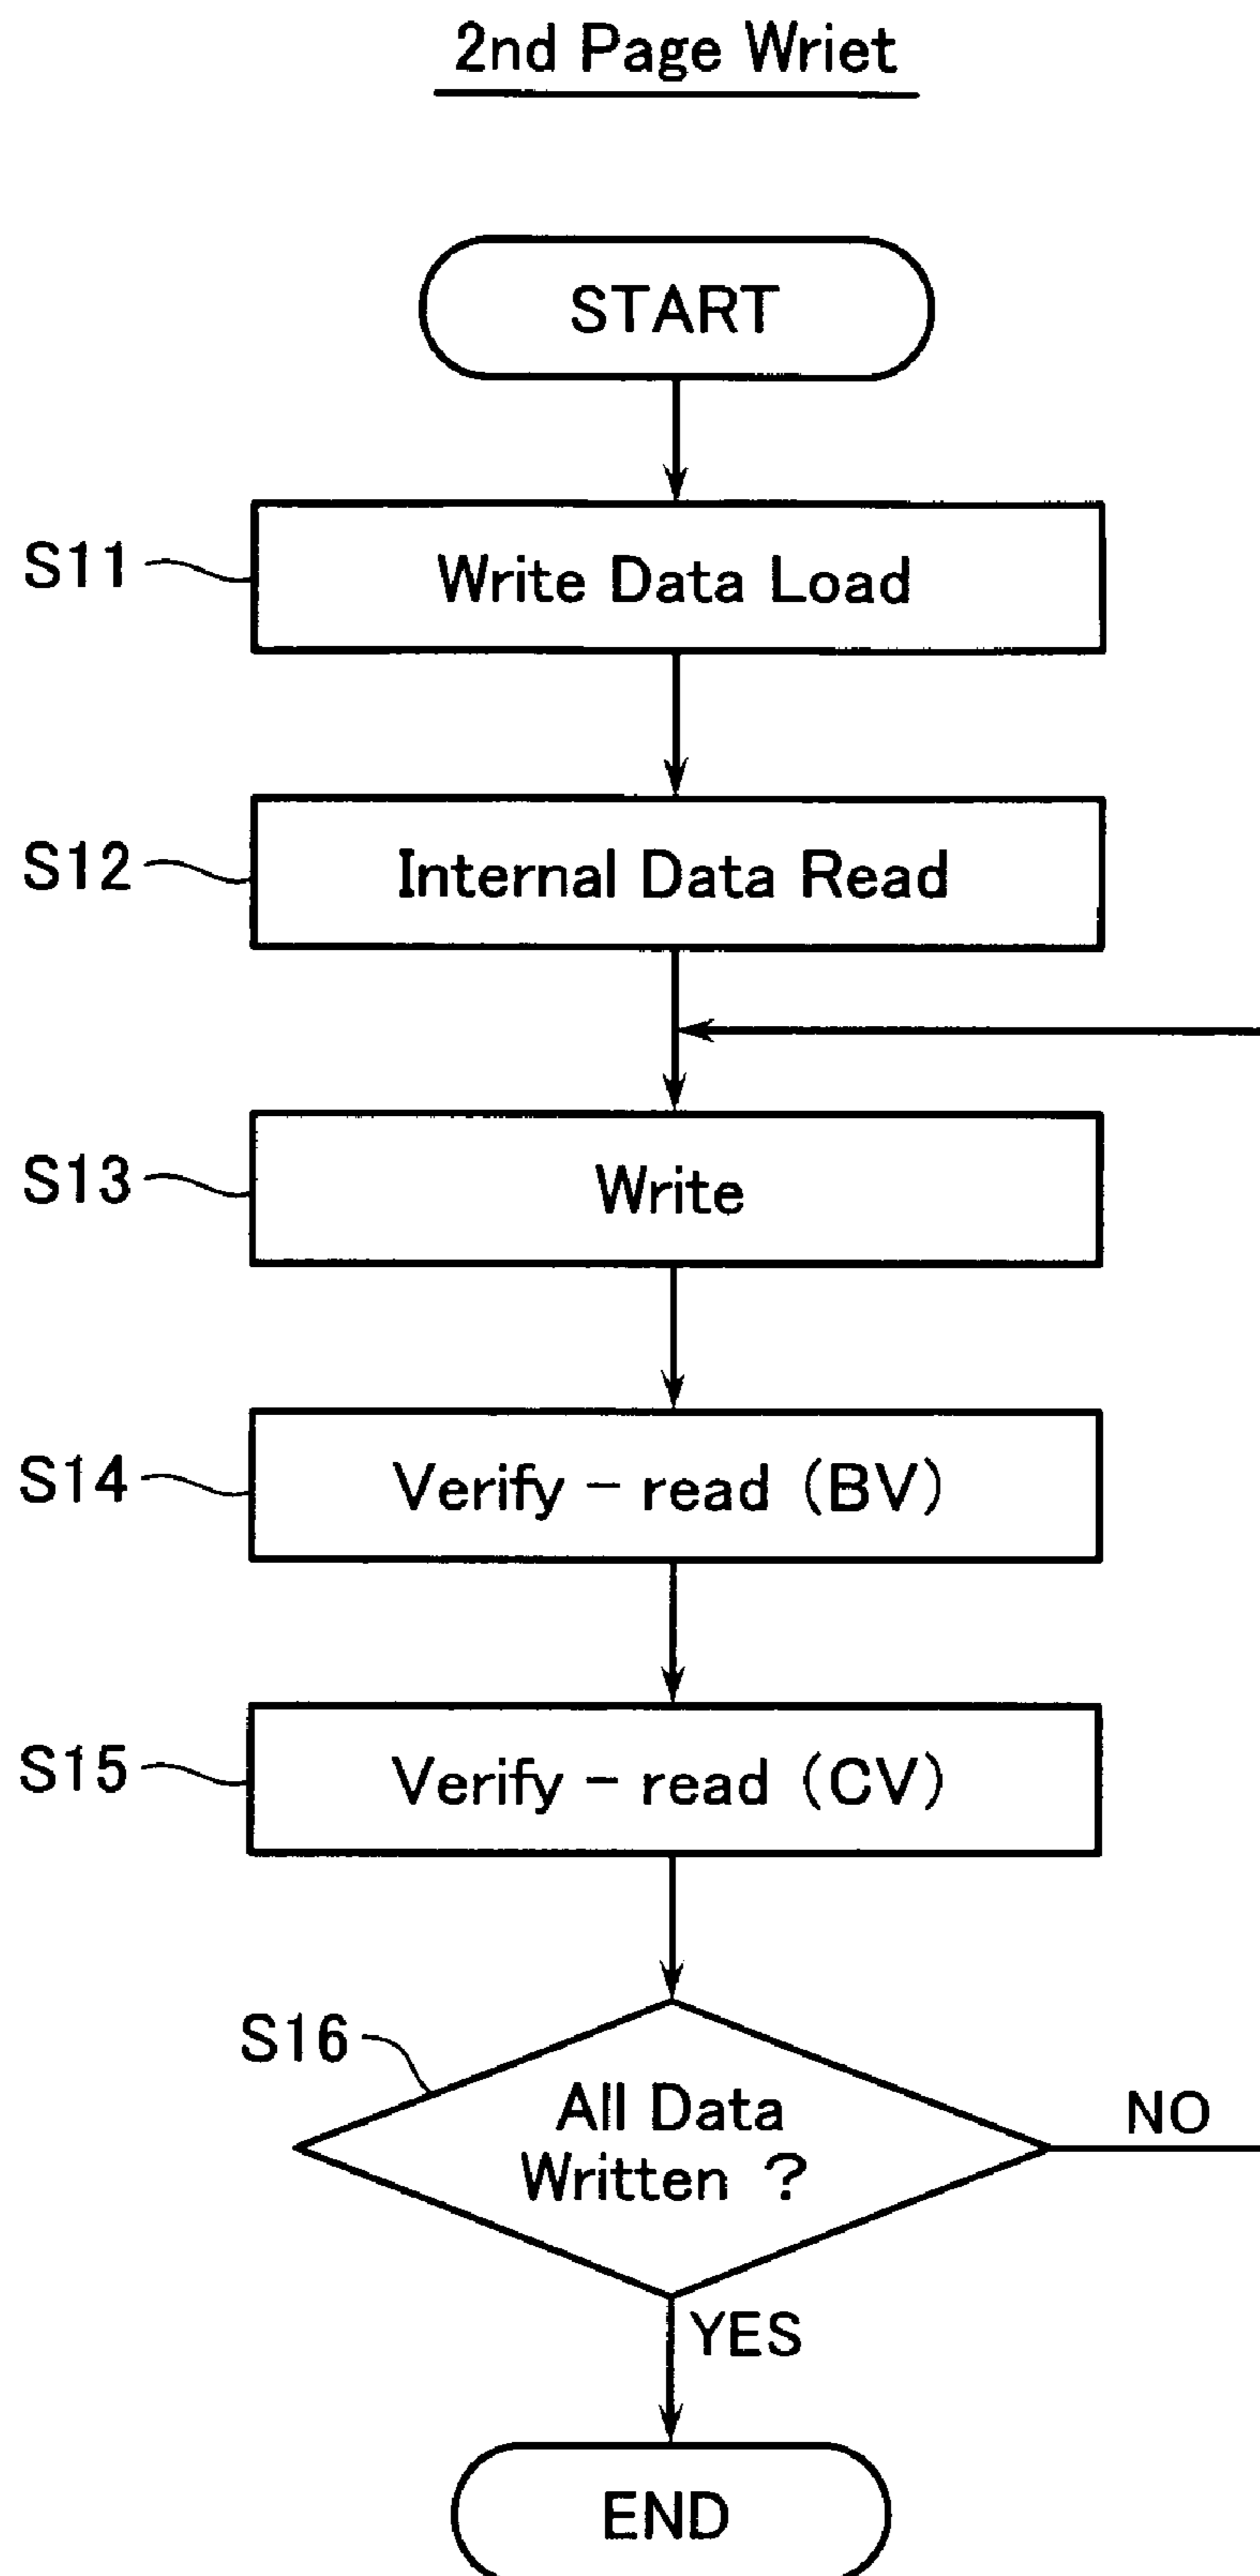 2nd Page Wriet
START
S11
Write Data Load
S12
Internal Data Read
S13
Write
S14
Verify - read (BV)
S15
Verify - read (CV)
S16
All Data
Written ?
NO
YES
END